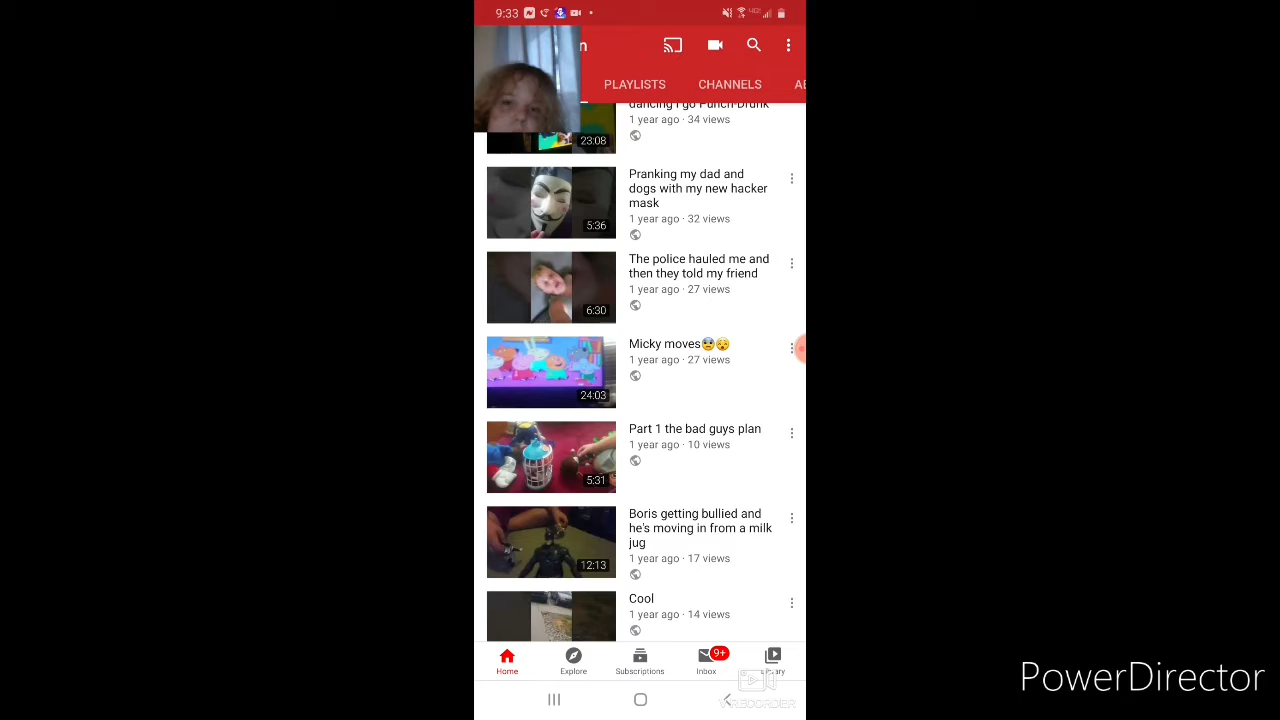 9:33
n
PLAYLISTS CHANNELS
dancing I go Punch-Drunk
1 year ago · 34 views
23:08
Pranking my dad and
dogs with my new hacker
mask
1 year ago · 32 views
5:36
The police hauled me and
then they told my friend
1 year ago · 27 views
6:30
Micky moves😰😵
1 year ago · 27 views
24:03
Part 1 the bad guys plan
1 year ago · 10 views
5:31
Boris getting bullied and
he's moving in from a milk
jug
1 year ago · 17 views
12:13
Cool
1 year ago · 14 views
9+
Home Explore Subscriptions Inbox
V RECORDER
PowerDirector